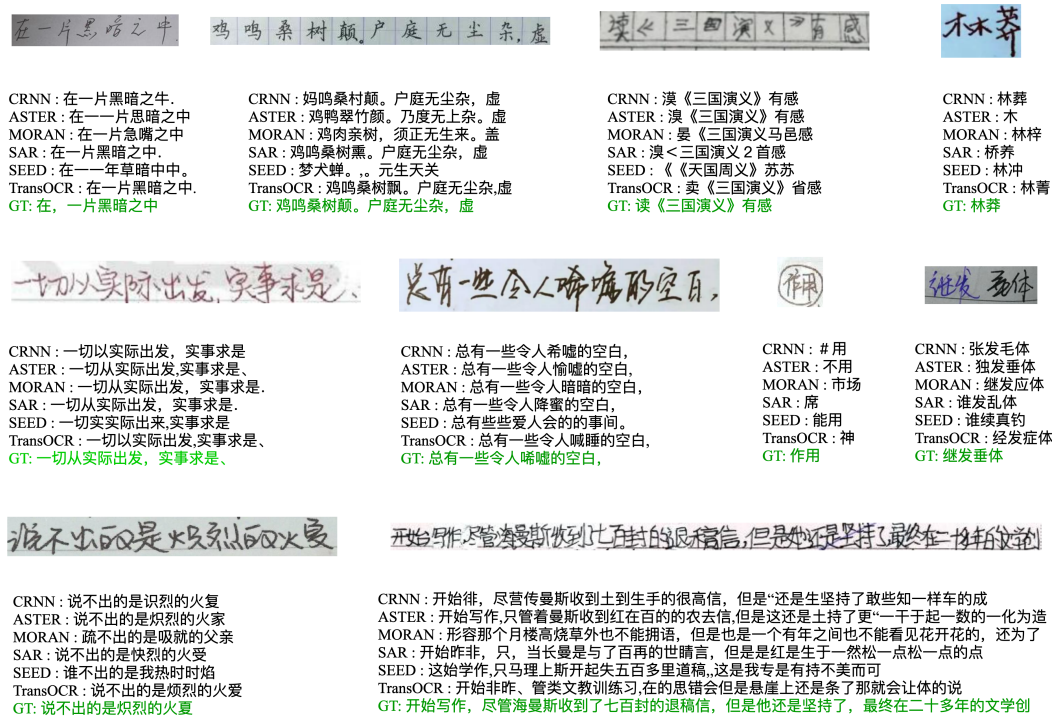 在一片黑暗之中.
CRNN : 在一片黑暗之牛.
ASTER : 在一一片思暗之中
MORAN : 在一片急嘴之中
SAR : 在一片黑暗之中.
SEED : 在一一年草暗中中。
TransOCR : 在一片黑暗之中.
GT: 在，一片黑暗之中
鸡鸣桑树颠。户庭无尘杂，虚
CRNN : 妈鸣桑村颠。户庭无尘杂，虚
ASTER : 鸡鸭翠竹颜。乃度无上杂。虚
MORAN : 鸡肉亲树，须正无生来。盖
SAR : 鸡鸣桑树熏。户庭无尘杂，虚
SEED : 梦犬蝉。,。元生天关
TransOCR : 鸡鸣桑树飘。户庭无尘杂,虚
GT: 鸡鸣桑树颠。户庭无尘杂，虚
读《三国演义》有感
CRNN : 漠《三国演义》有感
ASTER : 溴《三国演义》有感
MORAN : 晏《三国演义马邑感
SAR : 溴＜三国演义２首感
SEED : 《《天国周义》苏苏
TransOCR : 卖《三国演义》省感
GT: 读《三国演义》有感
林莽
CRNN : 林葬
ASTER : 木
MORAN : 林梓
SAR : 桥养
SEED : 林冲
TransOCR : 林菁
GT: 林莽
一切从实际出发，实事求是、
CRNN : 一切以实际出发，实事求是
ASTER : 一切从实际出发,实事求是、
MORAN : 一切从实际出发，实事求是.
SAR : 一切从实际出发，实事求是.
SEED : 一切实实际出来,实事求是
TransOCR : 一切以实际出发,实事求是、
GT: 一切从实际出发，实事求是、
总有一些令人唏嘘的空白，
CRNN : 总有一些令人希嘘的空白，
ASTER : 总有一些令人愉嘘的空白，
MORAN : 总有一些令人暗暗的空白，
SAR : 总有一些令人降蜜的空白，
SEED : 总有些些爱人会的的事间。
TransOCR : 总有一些令人喊睡的空白，
GT: 总有一些令人唏嘘的空白，
作用
CRNN : ＃用
ASTER : 不用
MORAN : 市场
SAR : 席
SEED : 能用
TransOCR : 神
GT: 作用
继发垂体
CRNN : 张发毛体
ASTER : 独发垂体
MORAN : 继发应体
SAR : 谁发乱体
SEED : 谁续真钓
TransOCR : 经发症体
GT: 继发垂体
说不出的是炽烈的火夏
CRNN : 说不出的是识烈的火复
ASTER : 说不出的是炽烈的火家
MORAN : 疏不出的是吸就的父亲
SAR : 说不出的是快烈的火受
SEED : 谁不出的是我热时时焰
TransOCR : 说不出的是烦烈的火爱
GT: 说不出的是炽烈的火夏
开始写作,尽管海曼斯收到七百封的退稿信，但是他还是坚持了最终在二十年的文学创
CRNN : 开始徘，尽营传曼斯收到土到生手的很高信，但是“还是生坚持了敢些知一样车的成
ASTER : 开始写作,只管着曼斯收到红在百的的农去信,但是这还是土持了更“一干于起一数的一化为造
MORAN : 形容那个月楼高烧草外也不能拥语，但是也是一个有年之间也不能看见花开花的，还为了
SAR : 开始昨非，只，当长曼是与了百再的世睛言，但是是红是生于一然松一点松一点的点
SEED : 这始学作,只马理上斯开起失五百多里道稿,,这是我专是有持不美而可
TransOCR : 开始非昨、管类文教训练习,在的思错会但是悬崖上还是条了那就会让体的说
GT: 开始写作，尽管海曼斯收到了七百封的退稿信，但是他还是坚持了，最终在二十多年的文学创